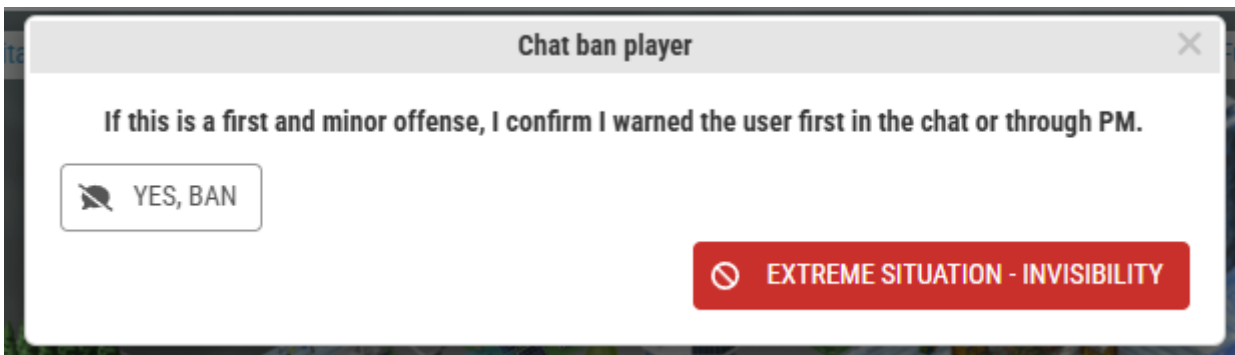 Chat ban player
If this is a first and minor offense, I confirm I warned the user first in the chat or through PM.
YES, BAN
EXTREME SITUATION - INVISIBILITY